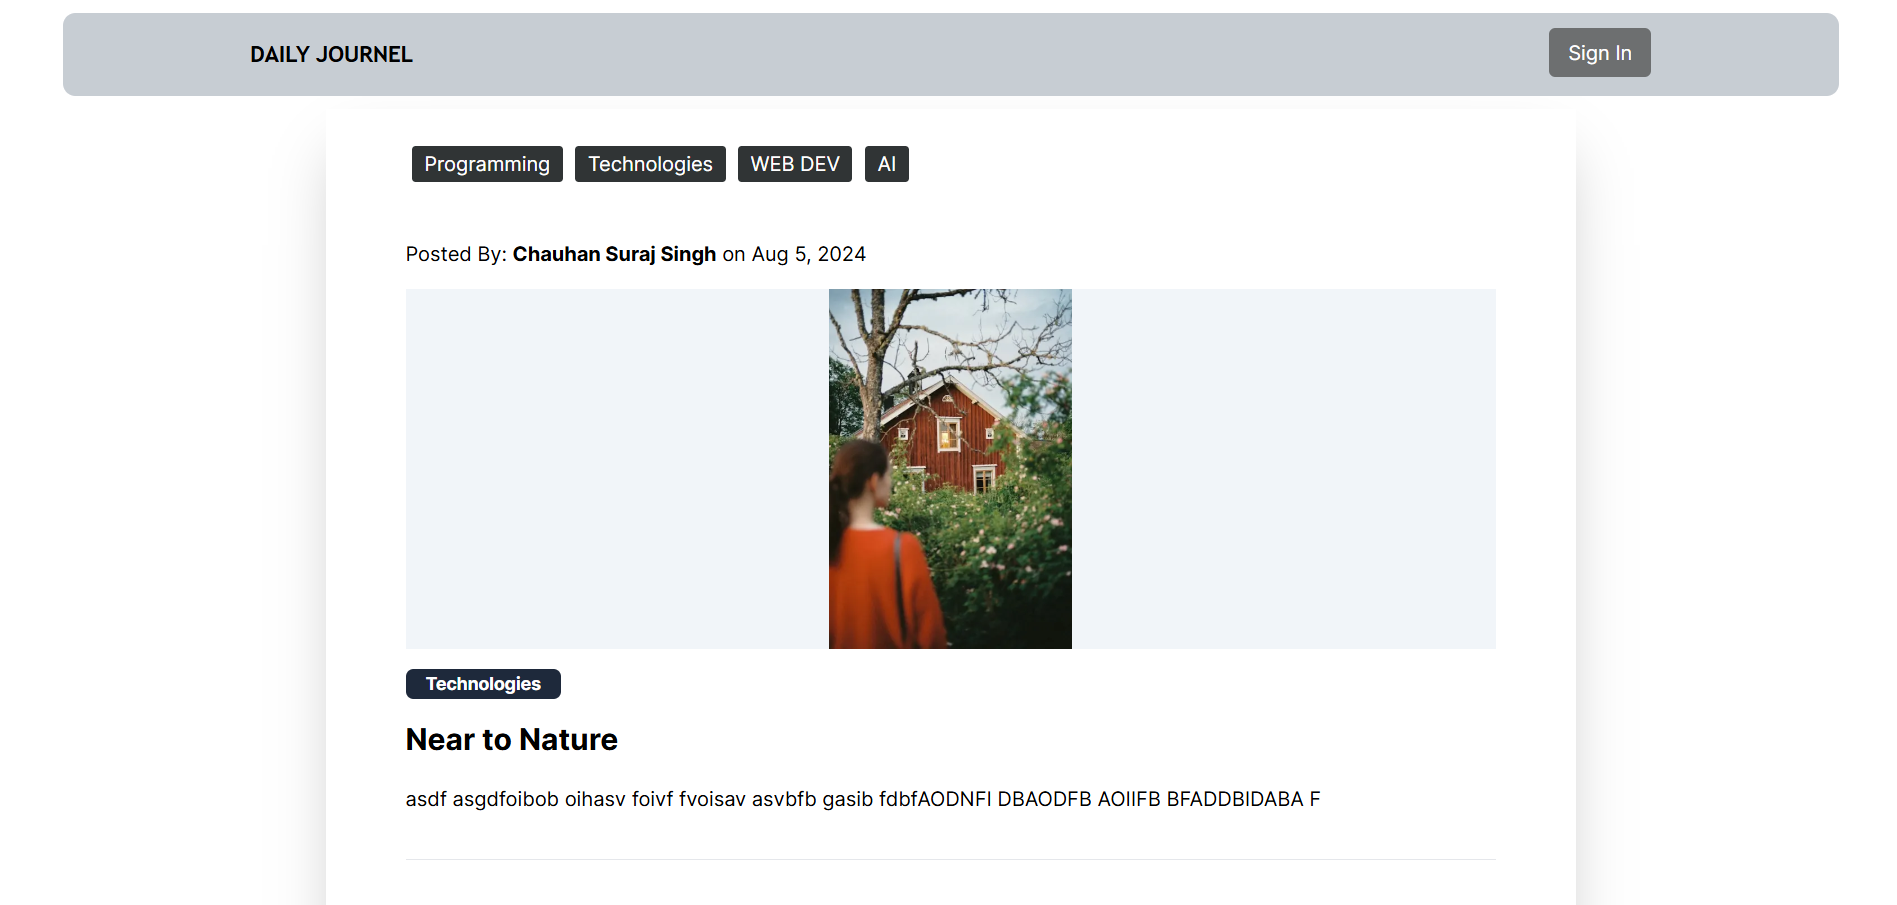 DAILY JOURNEL
Sign In
Programming Technologies WEB DEV AI
Posted By: Chauhan Suraj Singh on Aug 5, 2024
Technologies
Near to Nature
asdf asgdfoibob oihasv foivf fvoisav asvbfb gasib fdbfAODNFI DBAODFB AOIIFB BFADDBIDABA F